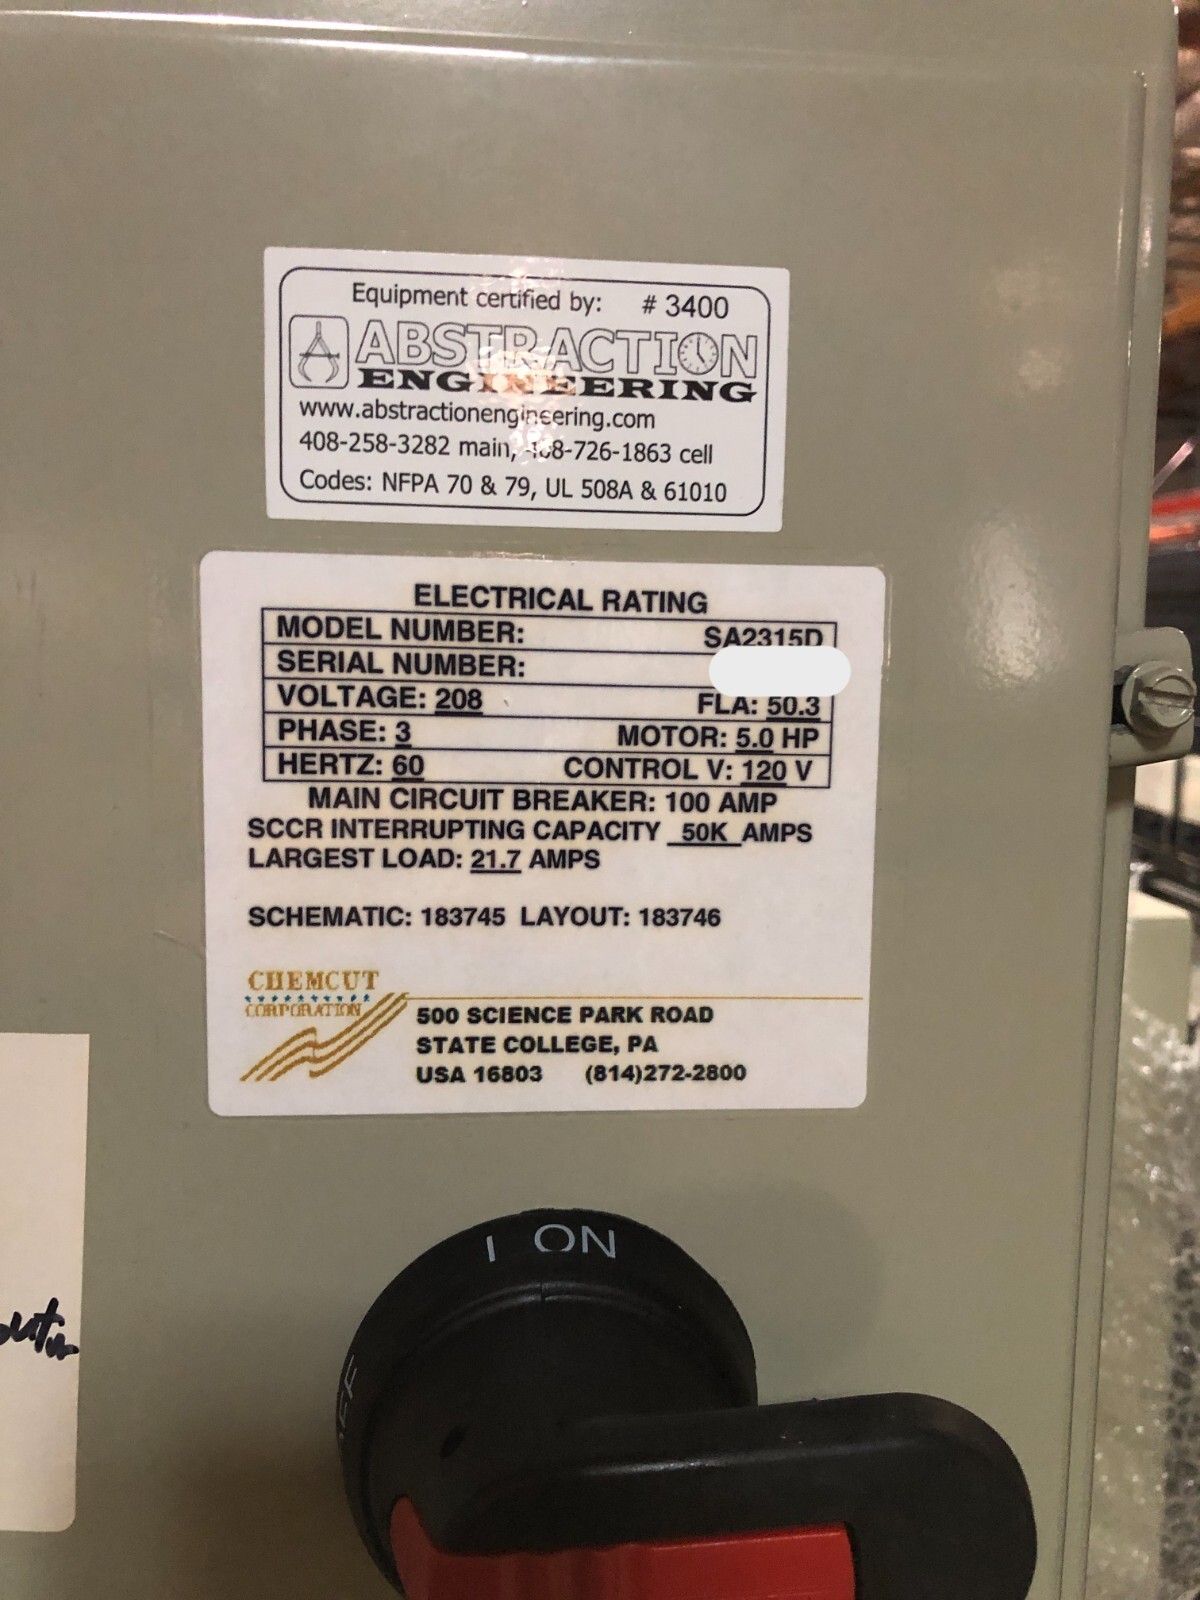 Equipment certified by: # 3400
ABSTRACTION
ENGINEERING
www.abstractionengineering.com
408-258-3282 main, 8-726-1863 cell
Codes: NFPA 70 & 79, UL 508A & 61010
ELECTRICAL RATING
MODEL NUMBER: SA2315D
SERIAL NUMBER:
VOLTAGE: 208 FLA: 50.3
PHASE: 3 MOTOR: 5.0 HP
HERTZ: 60 CONTROL V: 120 V
MAIN CIRCUIT BREAKER: 100 AMP
SCCR INTERRUPTING CAPACITY 50K AMPS
LARGEST LOAD: 21.7 AMPS
SCHEMATIC: 183745 LAYOUT: 183746
CHEMCUT
CORPORATION
500 SCIENCE PARK ROAD
STATE COLLEGE, PA
USA 16803 (814)272-2800
I ON